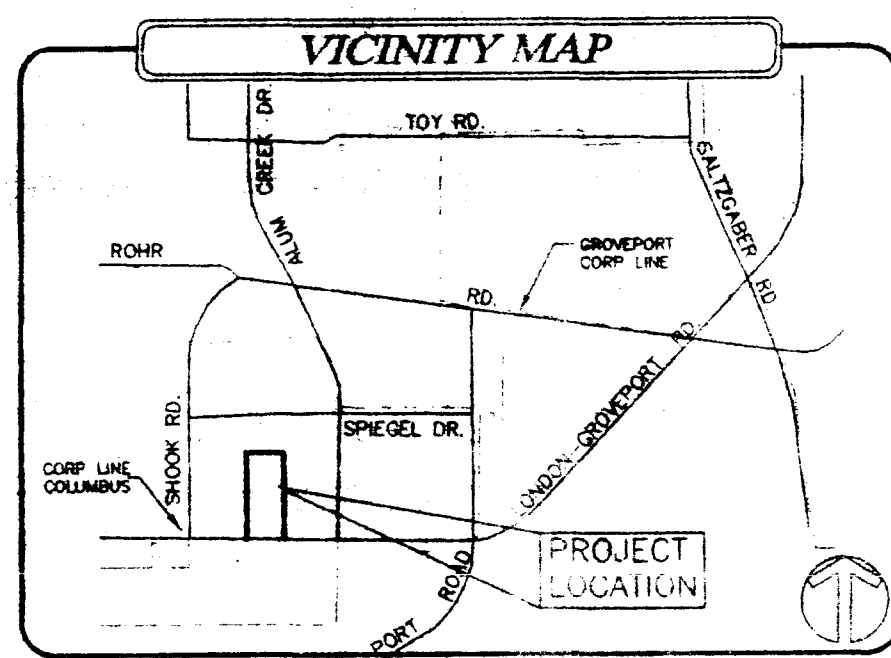 VICINITY MAP
CREEK DR.
TOY RD.
SALTZGABER RD
ALUM
ROHR
RD.
GROVEPORT
CORP LINE
SHOOK RD.
SPIEGEL DR.
LONDON-GROVEPORT RD
CORP LINE
COLUMBUS
PROJECT
LOCATION
PORT ROAD